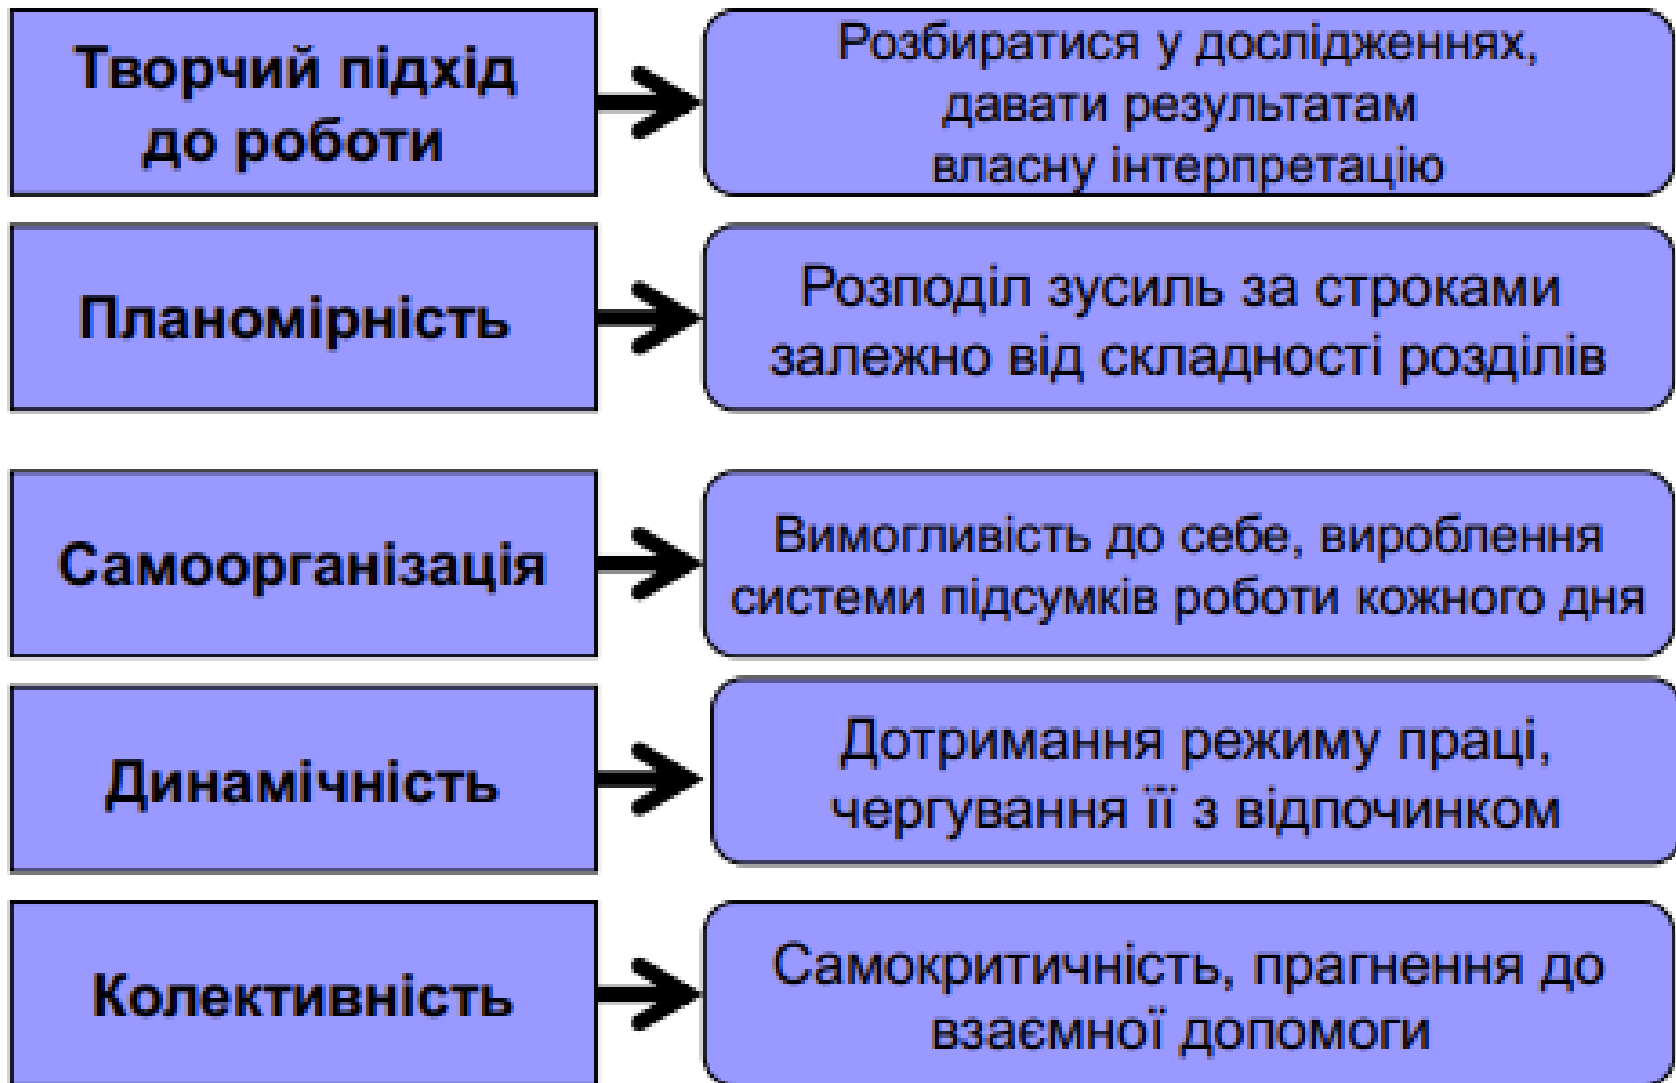 Творчий підхід
до роботи
Розбиратися у дослідженнях,
давати результатам
власну інтерпретацію
Планомірність
Розподіл зусиль за строками
залежно від складності розділів
Самоорганізація
Вимогливість до себе, вироблення
системи підсумків роботи кожного дня
Динамічність
Дотримання режиму праці,
чергування її з відпочинком
Колективність
Самокритичність, прагнення до
взаємної допомоги